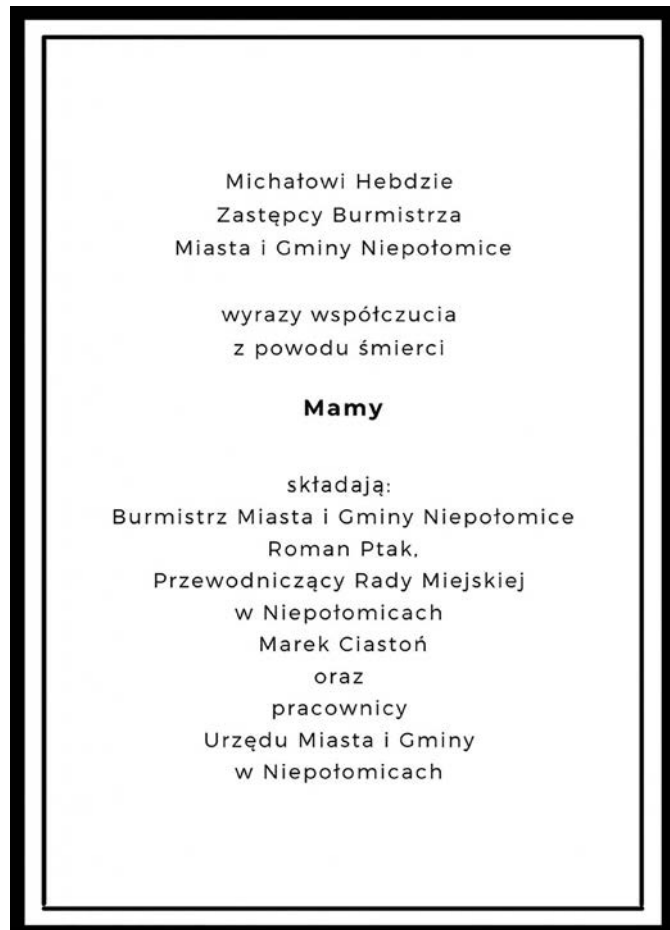 Michałowi Hebdzie
Zastępcy Burmistrza
Miasta i Gminy Niepołomice
wyrazy współczucia
z powodu śmierci
Mamy
składają:
Burmistrz Miasta i Gminy Niepołomice
Roman Ptak,
Przewodniczący Rady Miejskiej
w Niepołomicach
Marek Ciastoń
oraz
pracownicy
Urzędu Miasta i Gminy
w Niepołomicach